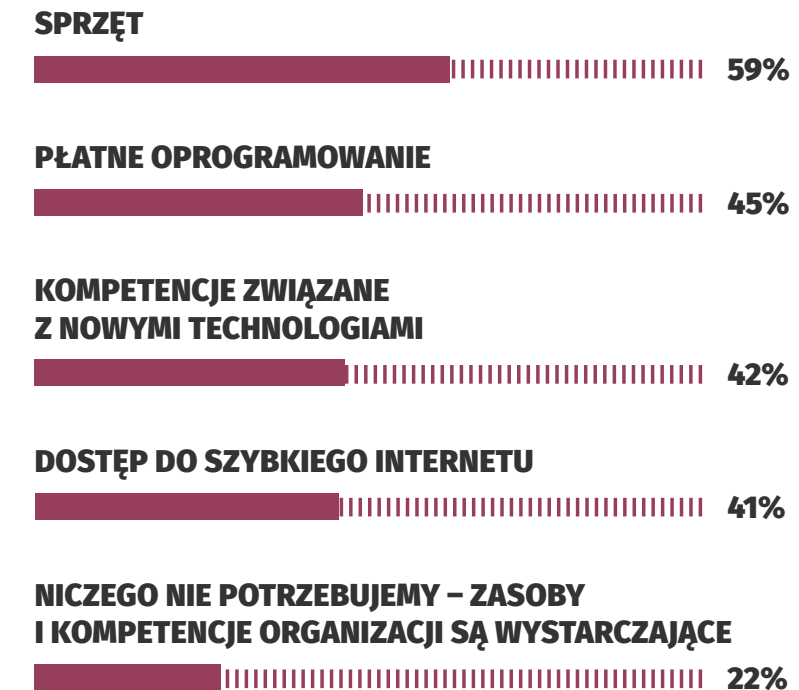 SPRZĘT
59%
PŁATNE OPROGRAMOWANIE
45%
KOMPETENCJE ZWIĄZANE
Z NOWYMI TECHNOLOGIAMI
42%
DOSTĘP DO SZYBKIEGO INTERNETU
41%
NICZEGO NIE POTRZEBUJEMY – ZASOBY
I KOMPETENCJE ORGANIZACJI SĄ WYSTARCZAJĄCE
22%